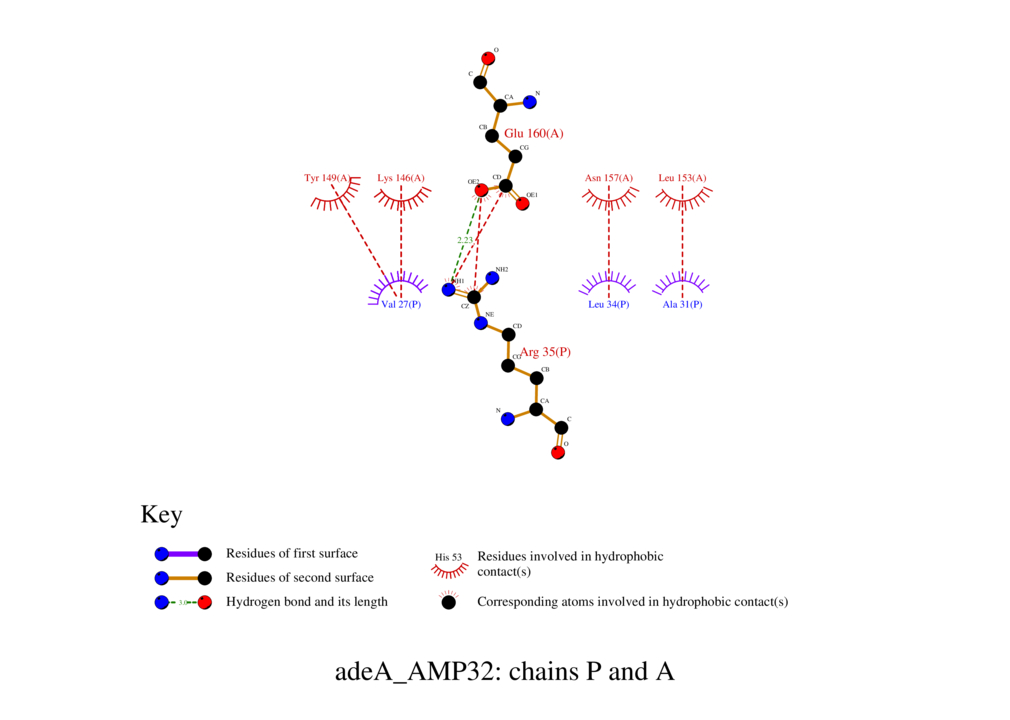 O
C
CA
N
CB
Glu 160(A)
CG
Tyr 149(A)
Lys 146(A)
OE2
CD
Asn 157(A)
Leu 153(A)
OE1
2.23
NH2
NH1
CZ
Val 27(P)
Leu 34(P)
Ala 31(P)
NE
CD
CG
Arg 35(P)
CB
CA
N
C
O
Key
Residues of first surface
Residues of second surface
3.0
Hydrogen bond and its length
His 53
Residues involved in hydrophobic
contact(s)
Corresponding atoms involved in hydrophobic contact(s)
adeA_AMP32: chains P and A